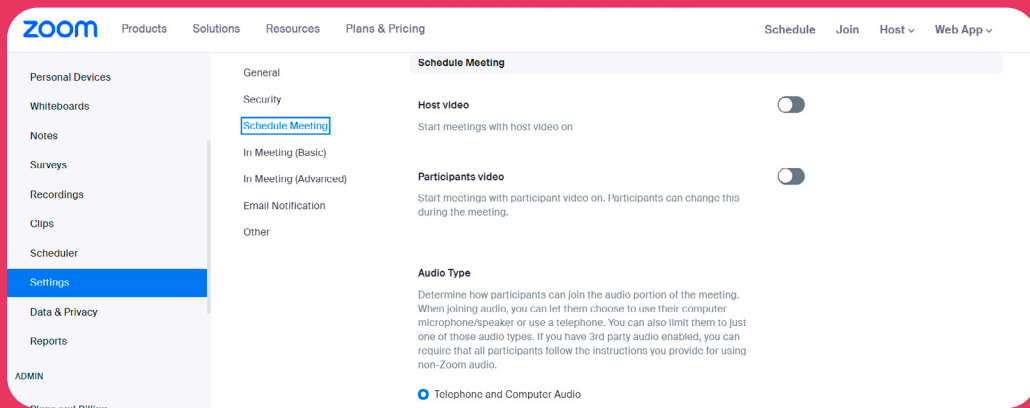 zoom Products Solutions Resources Plans & Pricing Schedule Join Host Web App
Personal Devices
Whiteboards
Notes
Surveys
Recordings
Clips
Scheduler
Settings
Data & Privacy
Reports
ADMIN
Plans and Billing
General
Security
Schedule Meeting
In Meeting (Basic)
In Meeting (Advanced)
Email Notification
Other
Schedule Meeting
Host video
Start meetings with host video on
Participants video
Start meetings with participant video on. Participants can change this
during the meeting.
Audio Type
Determine how participants can join the audio portion of the meeting.
When joining audio, you can let them choose to use their computer
microphone/speaker or use a telephone. You can also limit them to just
one of those audio types. If you have 3rd party audio enabled, you can
require that all participants follow the instructions you provide for using
non-Zoom audio.
Telephone and Computer Audio